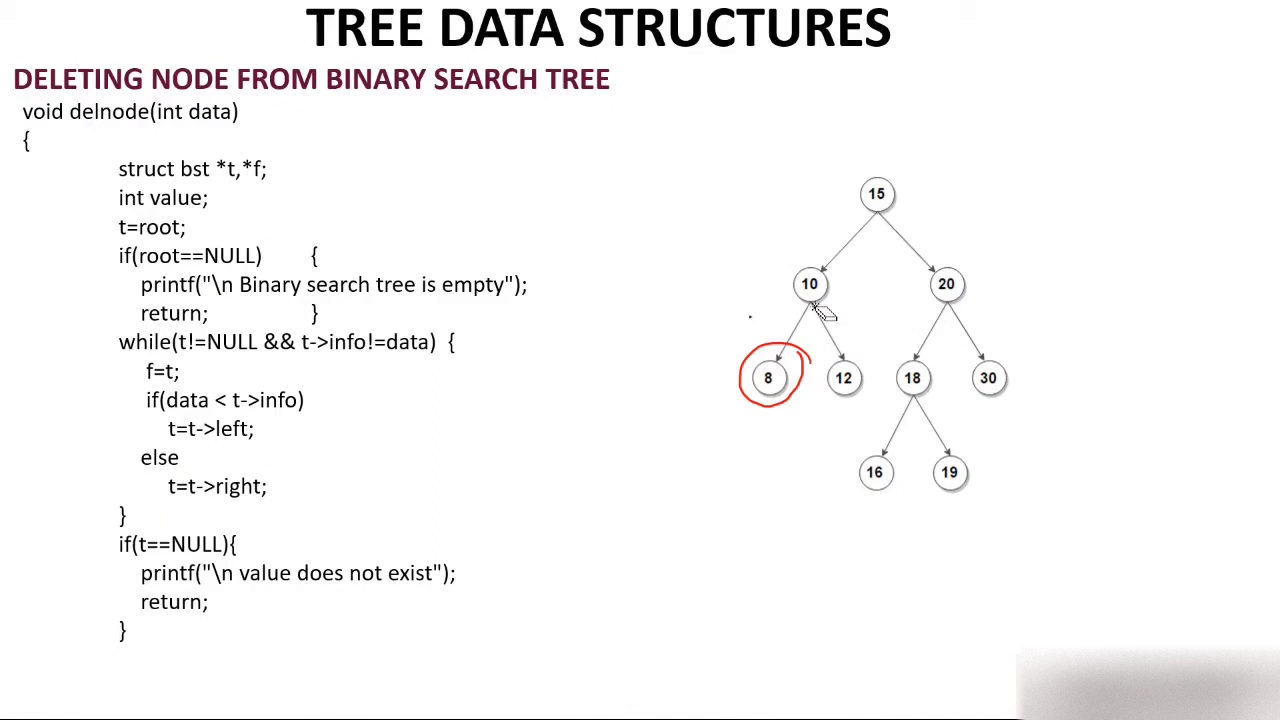 TREE DATA STRUCTURES
DELETING NODE FROM BINARY SEARCH TREE
void delnode(int data)
{
struct bst *t,*f;
int value;
t=root;
if(root==NULL) {
printf("\n Binary search tree is empty");
return; }
while(t!=NULL && t->info!=data) {
f=t;
if(data < t->info)
t=t->left;
else
t=t->right;
}
if(t==NULL){
printf("\n value does not exist");
return;
}
15
10 20
8 12 18 30
16 19